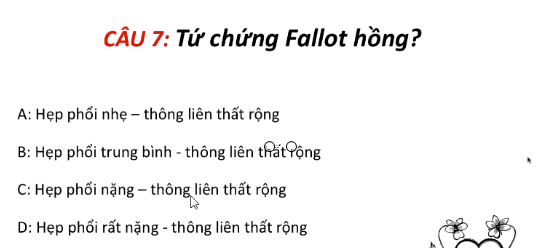 CÂU 7: Tứ chứng Fallot hồng?
A: Hẹp phổi nhẹ – thông liên thất rộng
B: Hẹp phổi trung bình - thông liên thất rộng
C: Hẹp phổi nặng – thông liên thất rộng
D: Hẹp phổi rất nặng - thông liên thất rộng